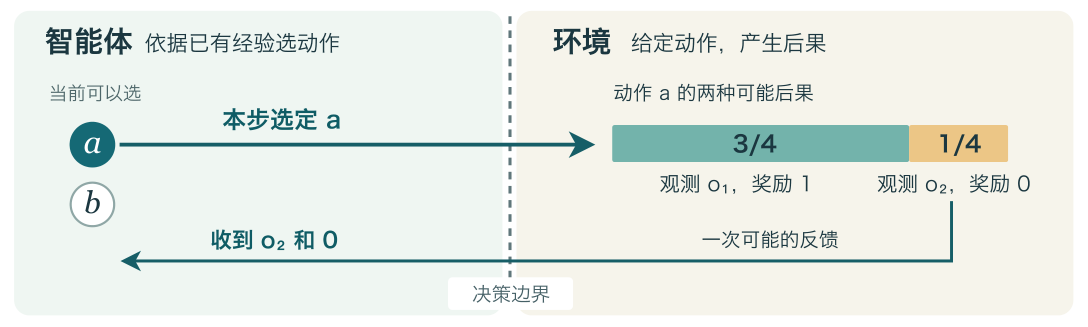 智能体 依据已有经验选动作
当前可以选
a
b
本步选定 a
收到 o₂ 和 0
决策边界
环境 给定动作，产生后果
动作 a 的两种可能后果
3/4 1/4
观测 o₁，奖励 1 观测 o₂，奖励 0
一次可能的反馈